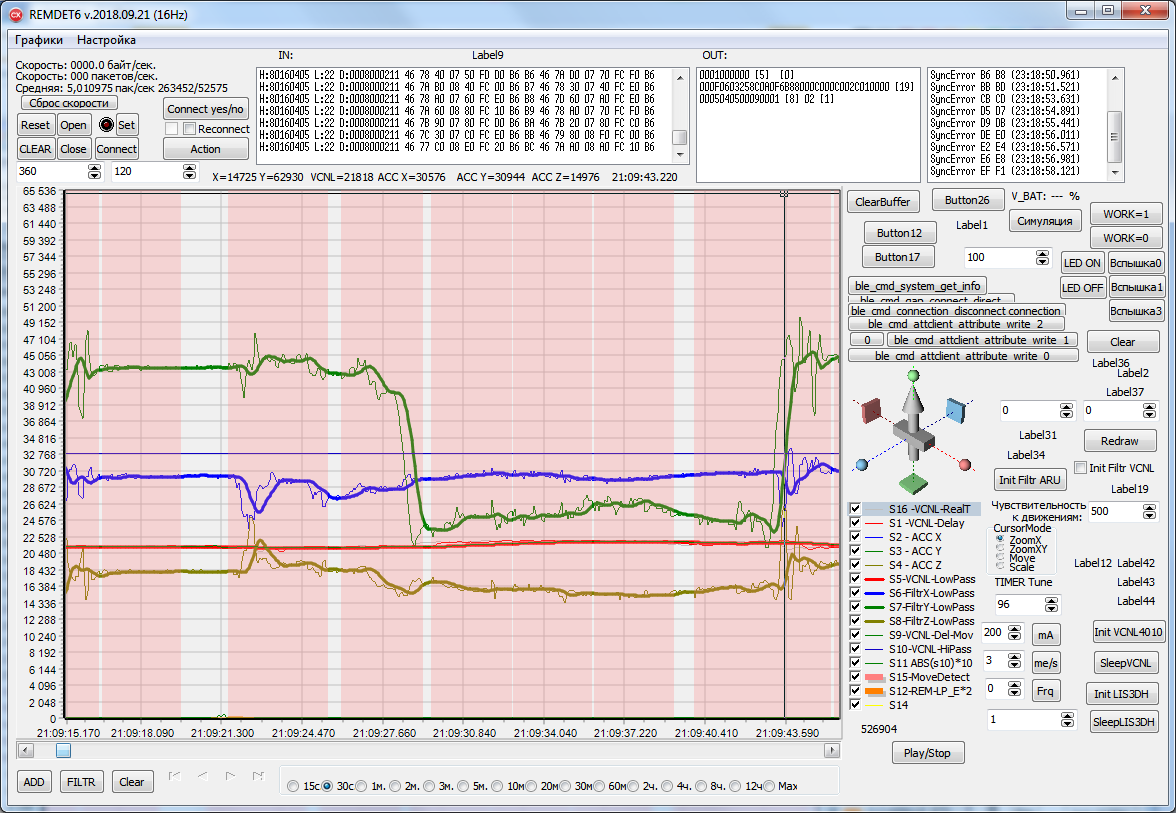 REMDET6 v.2018.09.21 (16Hz)
Графики Настройка
Скорость: 0000.0 байт/сек.
Скорость: 000 пакетов/сек.
Средняя: 5,010975 пак/сек 263452/52575
Сброс скорости
Connect yes/no
Reset Open Set
Reconnect
CLEAR Close Connect
Action
360 120
IN: Label9 OUT:
H:80160405 L:22 D:0008000211 46 78 40 07 50 FD 00 B6 B6 46 7A D0 07 70 FC F0 B6
H:80160405 L:22 D:0008000211 46 7A B0 08 40 FD C0 B6 B7 46 7A B0 07 40 FC E0 B6
H:80160405 L:22 D:0008000211 46 78 A0 07 60 FC E0 B6 B7 46 78 30 07 40 FC E0 B6
H:80160405 L:22 D:0008000211 46 7A 60 08 80 FC 10 B6 B9 46 78 40 07 40 FC F0 B6
H:80160405 L:22 D:0008000211 46 7B 90 07 80 FC D0 B6 BA 46 7B 20 07 80 FC D0 B6
H:80160405 L:22 D:0008000211 46 7C 30 07 C0 FC E0 B6 BB 46 79 80 08 F0 FC 00 B6
H:80160405 L:22 D:0008000211 46 77 C0 08 E0 FC 20 B6 BC 46 7A A0 08 A0 FC 10 B6
0001000000 [5] [0]
000F0603258C0A0F6B88000C000C002C010000 [19]
0005040500090001 [8] 02 [1]
SyncError B6 B8 (23:18:50.961)
SyncError BB BD (23:18:51.521)
SyncError CB CD (23:18:53.631)
SyncError D5 D7 (23:18:54.891)
SyncError D9 DB (23:18:55.441)
SyncError DE E0 (23:18:56.011)
SyncError E2 E4 (23:18:56.571)
SyncError E6 E8 (23:18:56.981)
SyncError EF F1 (23:18:58.121)
X=14725 Y=62930 VCNL=21818 ACC X=30576 ACC Y=30944 ACC Z=14976 21:09:43.220
65 536
63 488
61 440
59 392
57 344
55 296
53 248
51 200
49 152
47 104
45 056
43 008
40 960
38 912
36 864
34 816
32 768
30 720
28 672
26 624
24 576
22 528
20 480
18 432
16 384
14 336
12 288
10 240
8 192
6 144
4 096
2 048
0
21:09:15.170 21:09:18.090 21:09:21.300 21:09:24.470 21:09:27.660 21:09:30.840 21:09:34.040 21:09:37.220 21:09:40.410 21:09:43.590
ADD FILTR Clear
15с 30с 1м. 2м. 3м. 5м. 10м 20м 30м 60м 2ч. 4ч. 8ч. 12ч Max
ClearBuffer Button26 V_BAT: --- %
Label1 Симуляция WORK=1
Button12 WORK=0
Button17 100 LED ON Вспышка0
ble_cmd_system_get_info LED OFF Вспышка1
ble_cmd_gap_connect_direct
ble_cmd_connection_disconnect connection Вспышка3
ble_cmd_attclient_attribute_write_2
0 ble_cmd_attclient_attribute_write_1 Clear
ble_cmd_attclient_attribute_write_0
Label36
Label2
Label37
0 0
Label31 Redraw
Label34
Init Filtr VCNL
Init Filtr ARU
Label19
Чувствительность
к движениям: 500
S16 -VCNL-RealT
S1 -VCNL-Delay
S2 - ACC X
S3 - ACC Y
S4 - ACC Z
S5-VCNL-LowPass
S6-FiltrX-LowPass
S7-FiltrY-LowPass
S8-FiltrZ-LowPass
S9-VCNL-Del-Mov
S10-VCNL-HiPass
S11 ABS(s10)*10
S15-MoveDetect
S12-REM-LP_E*2
S14
CursorMode
ZoomX
ZoomXY
Move
Scale
Label12 Label42
TIMER Tune Label43
96 Label44
200 mA Init VCNL4010
3 me/s SleepVCNL
0 Frq Init LIS3DH
1 SleepLIS3DH
526904
Play/Stop